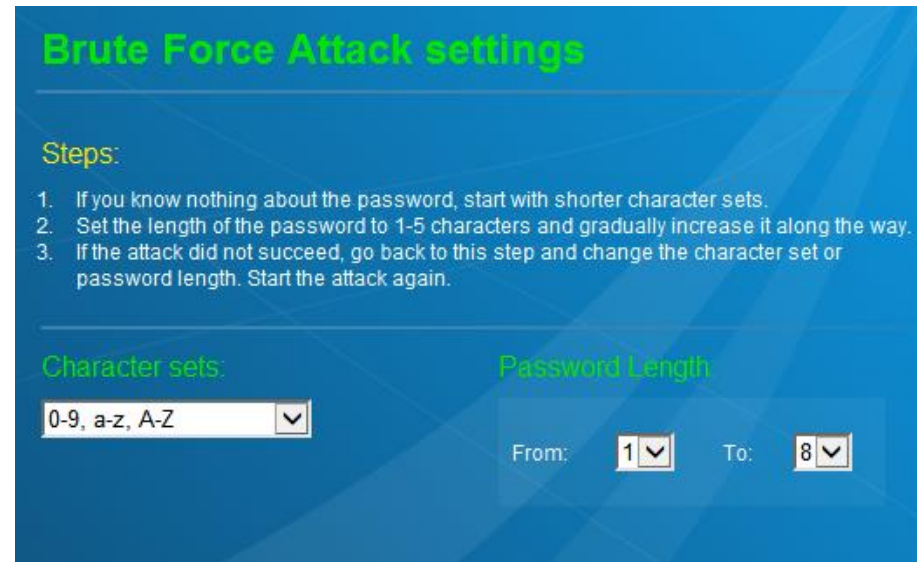 Brute Force Attack settings
Steps:
1. If you know nothing about the password, start with shorter character sets.
2. Set the length of the password to 1-5 characters and gradually increase it along the way.
3. If the attack did not succeed, go back to this step and change the character set or
password length. Start the attack again.
Character sets:
Password Length:
0-9, a-z, A-Z
From: 1 To: 8